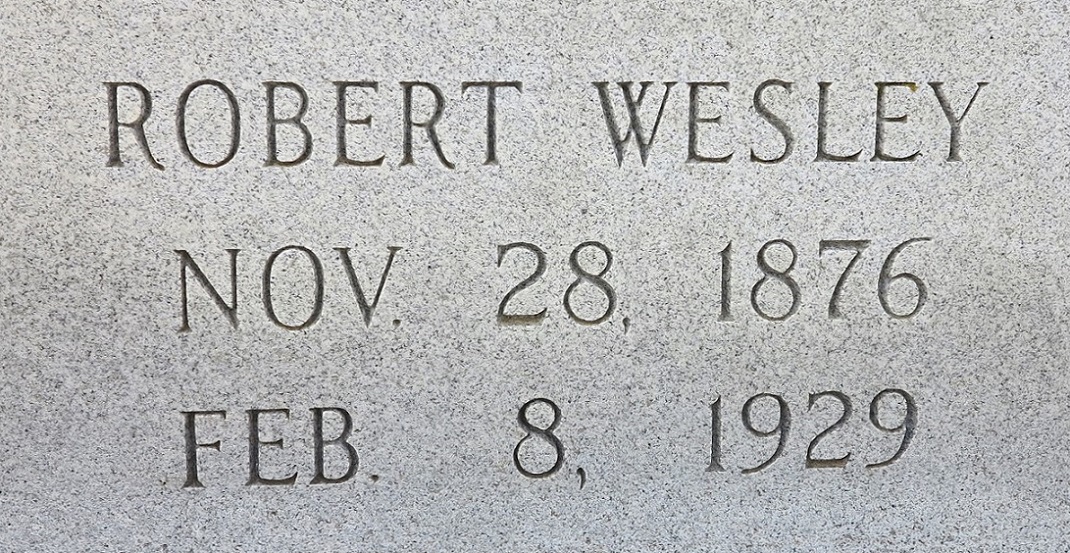 ROBERT WESLEY
NOV. 28, 1876
FEB. 8, 1929